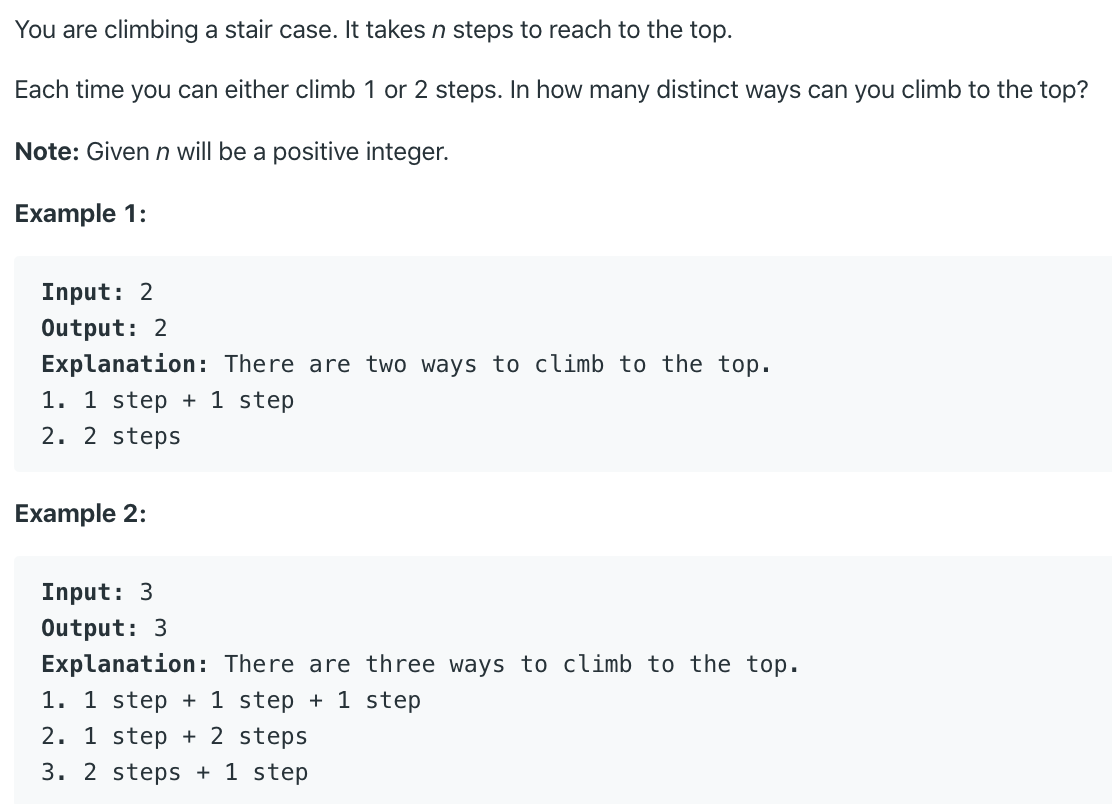 You are climbing a stair case. It takes n steps to reach to the top.
Each time you can either climb 1 or 2 steps. In how many distinct ways can you climb to the top?
Note: Given n will be a positive integer.
Example 1:
Input: 2
Output: 2
Explanation: There are two ways to climb to the top.
1. 1 step + 1 step
2. 2 steps
Example 2:
Input: 3
Output: 3
Explanation: There are three ways to climb to the top.
1. 1 step + 1 step + 1 step
2. 1 step + 2 steps
3. 2 steps + 1 step